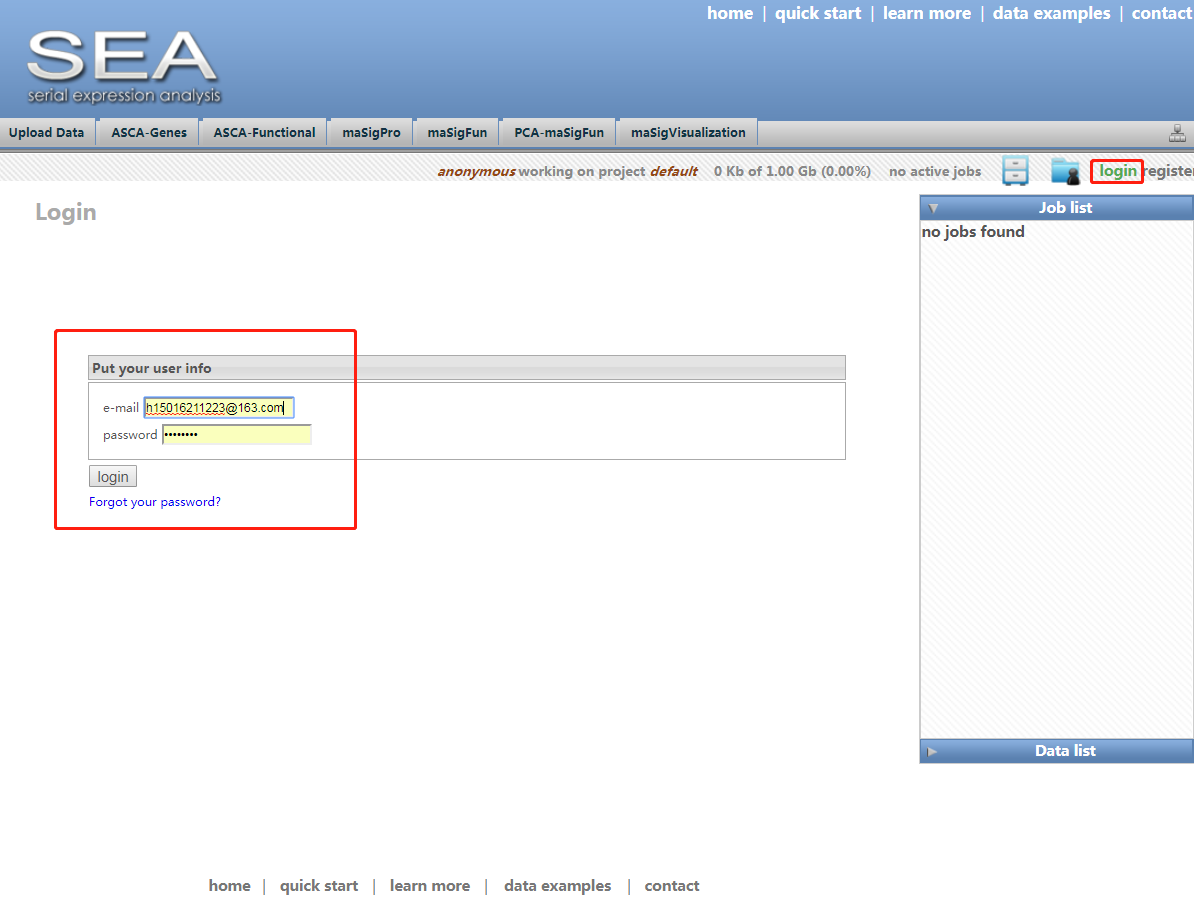 home | quick start | learn more | data examples | contact
SEA
serial expression analysis
Upload Data ASCA-Genes ASCA-Functional maSigPro maSigFun PCA-maSigFun maSigVisualization
anonymous working on project default 0 Kb of 1.00 Gb (0.00%) no active jobs login register
Login
Job list
no jobs found
Put your user info
e-mail h15016211223@163.com
password ••••••••
login
Forgot your password?
Data list
home | quick start | learn more | data examples | contact